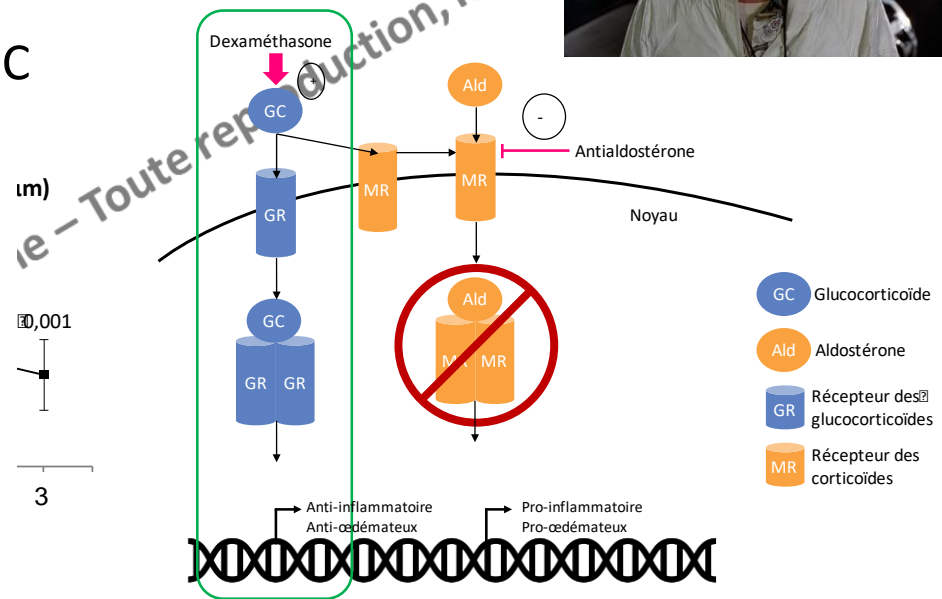 C
Dexaméthasone
+
GC
Ald
-
Antialdostérone
MR
MR
GR
Noyau
– Toute reproduction,
0,001
3
GC
GR GR
Ald
MR MR
GC Glucocorticoïde
Ald Aldostérone
GR Récepteur des
glucocorticoïdes
MR Récepteur des
corticoïdes
Anti-inflammatoire
Anti-œdémateux
Pro-inflammatoire
Pro-œdémateux